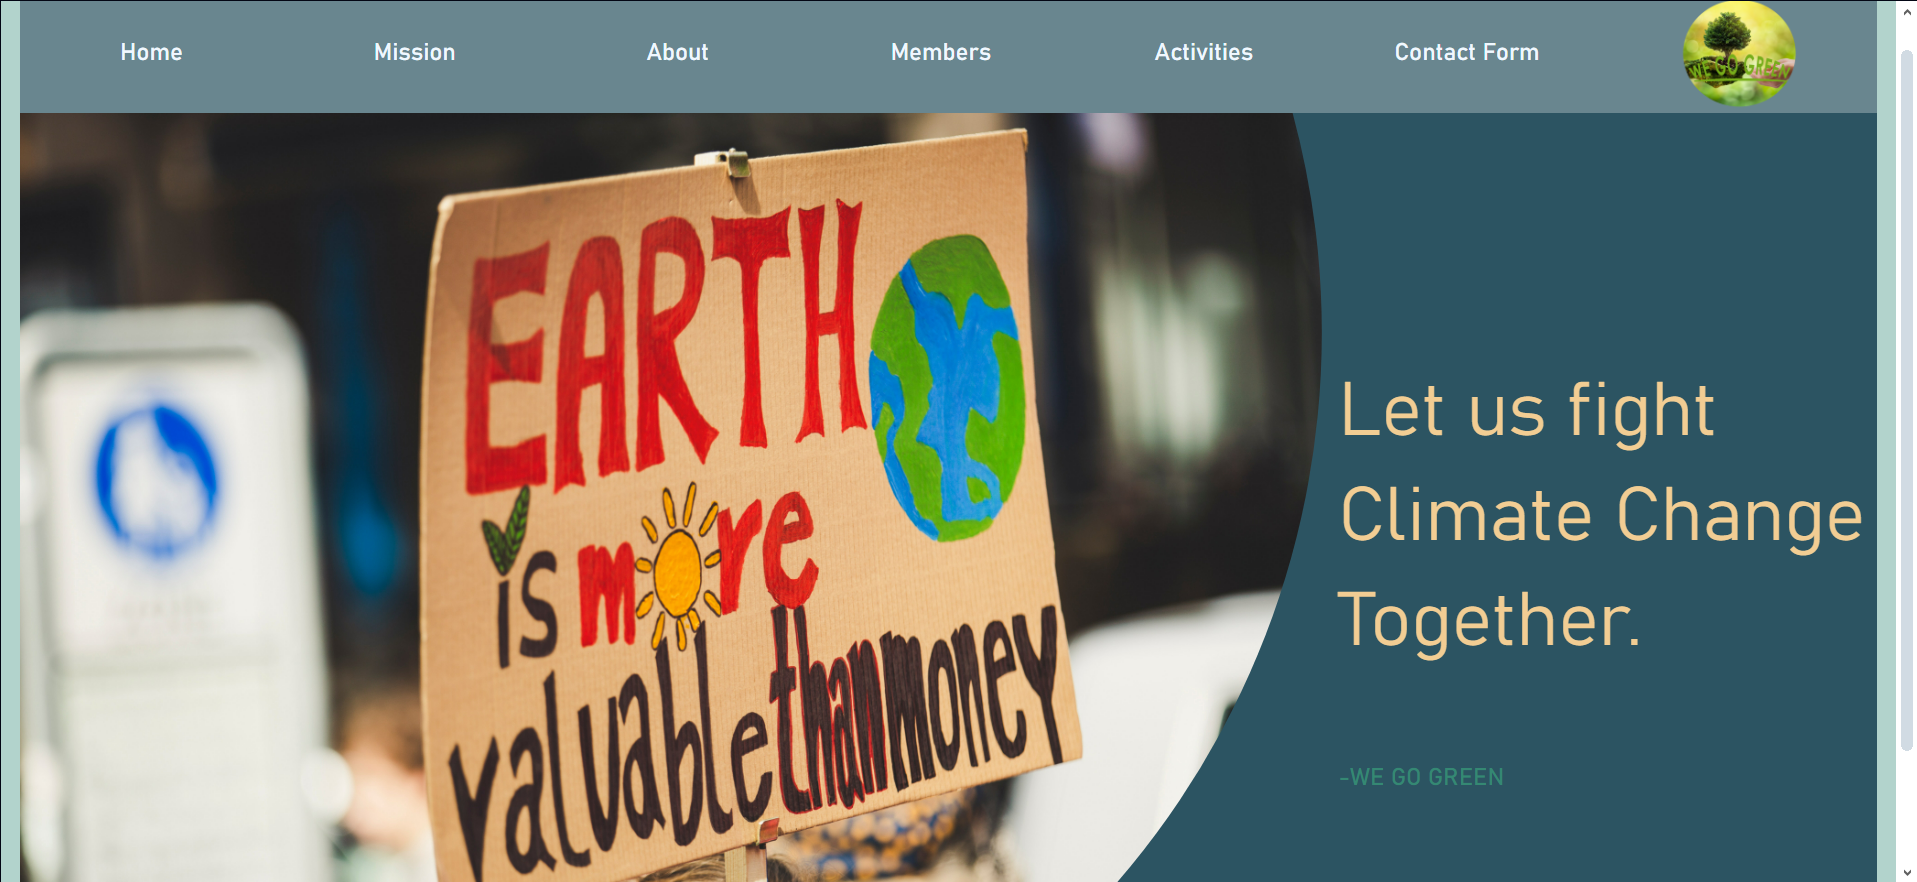 Home Mission About Members Activities Contact Form
WE GO GREEN
EARTH
is more
valuable than money
Let us fight
Climate Change
Together.
-WE GO GREEN